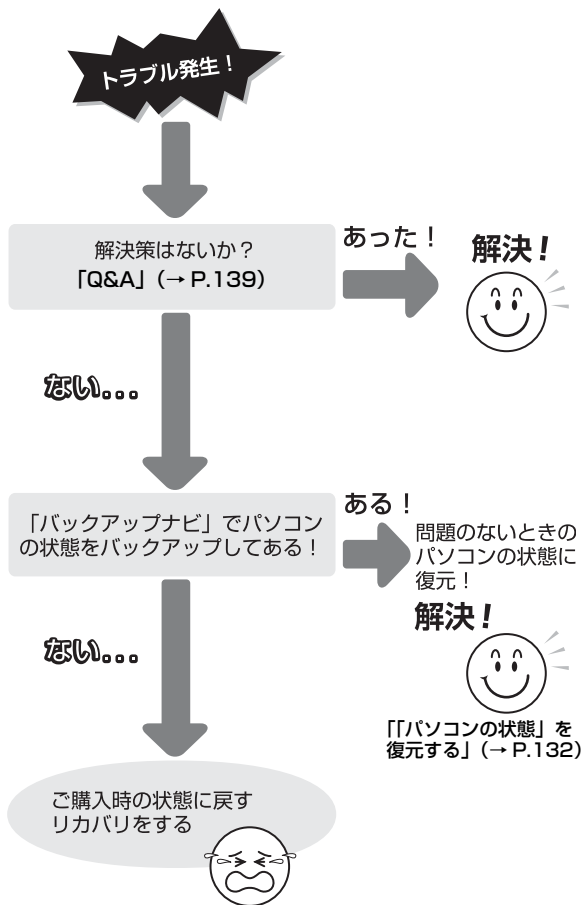 トラブル発生！
解決策はないか？
「Q&A」（→P.139）
あった！
解決！
ない...
「バックアップナビ」でパソコン
の状態をバックアップしてある！
ある！
問題のないときの
パソコンの状態に
復元！
解決！
「「パソコンの状態」を
復元する」（→P.132）
ない...
ご購入時の状態に戻す
リカバリをする